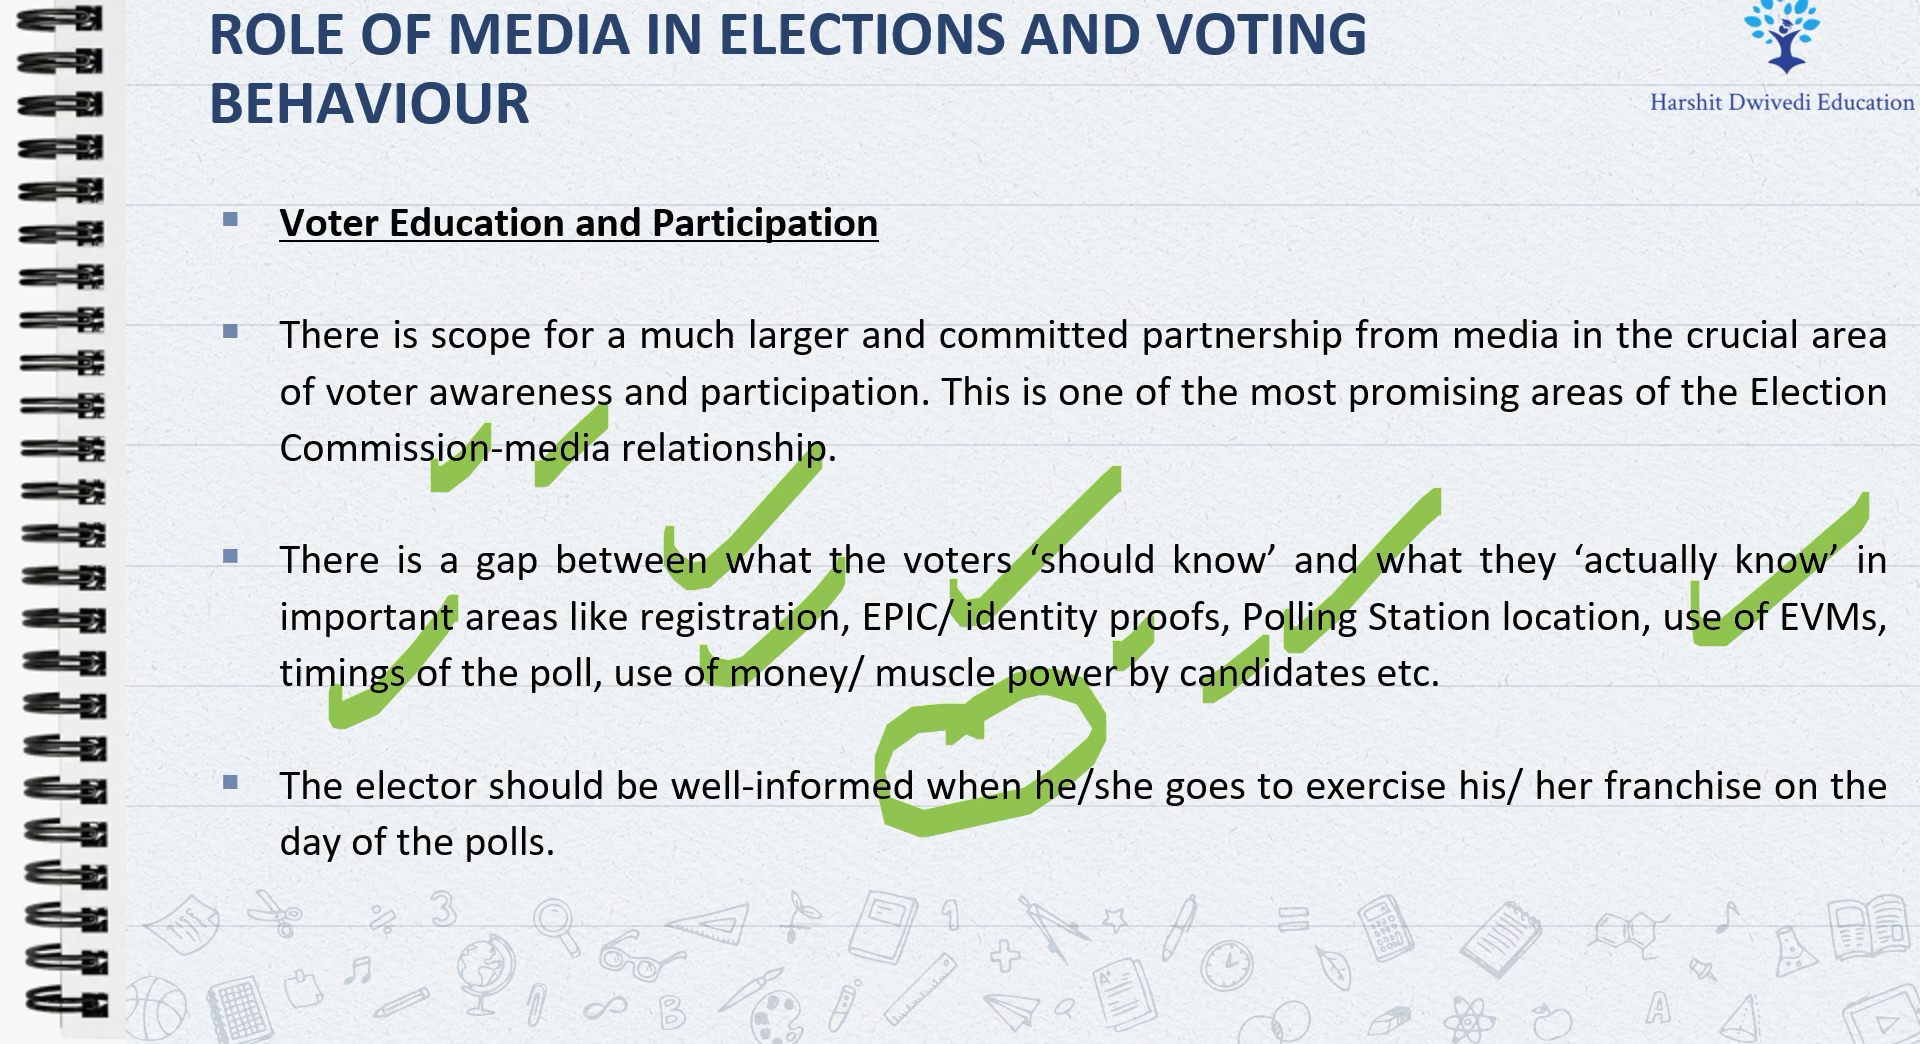 ROLE OF MEDIA IN ELECTIONS AND VOTING
BEHAVIOUR
Harshit Dwivedi Education
▪ Voter Education and Participation
▪ There is scope for a much larger and committed partnership from media in the crucial area
of voter awareness and participation. This is one of the most promising areas of the Election
Commission-media relationship.
▪ There is a gap between what the voters ‘should know’ and what they ‘actually know’ in
important areas like registration, EPIC/ identity proofs, Polling Station location, use of EVMs,
timings of the poll, use of money/ muscle power by candidates etc.
▪ The elector should be well-informed when he/she goes to exercise his/ her franchise on the
day of the polls.